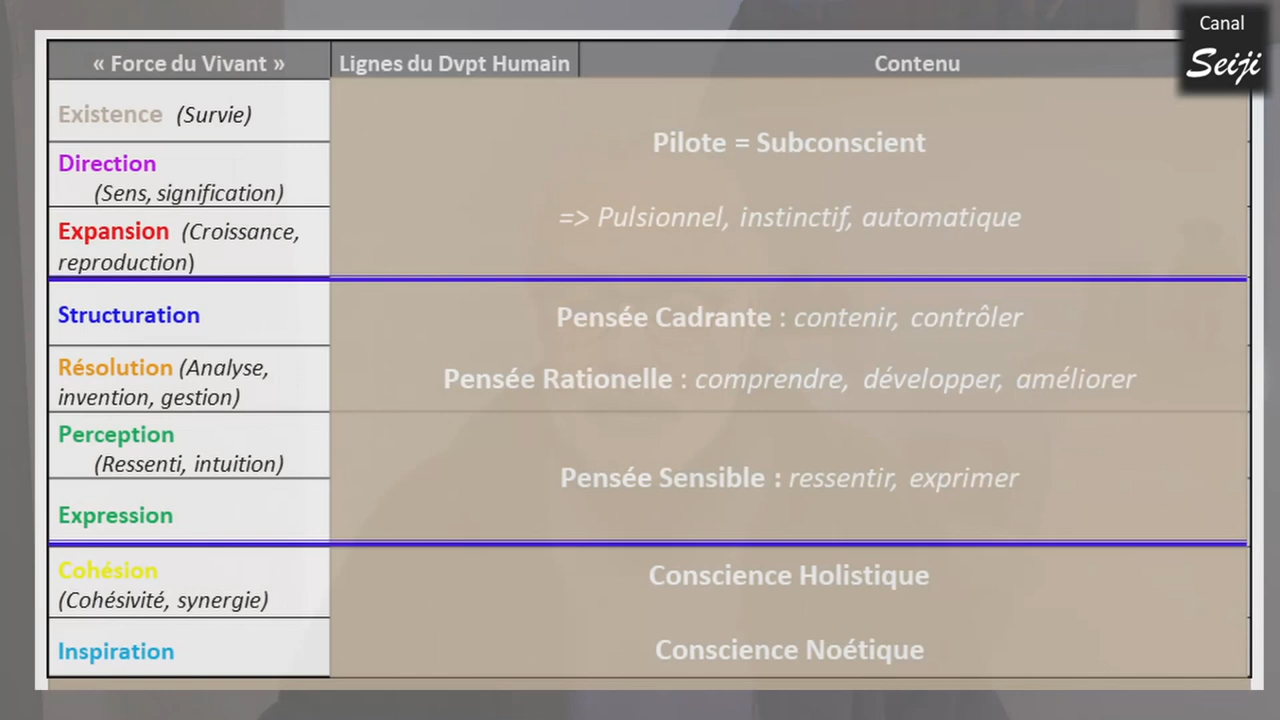 Canal
Seiji
« Force du Vivant »
Lignes du Dvpt Humain
Contenu
Existence (Survie)
Direction
(Sens, signification)
Expansion (Croissance,
reproduction)
Pilote = Subconscient
=> Pulsionnel, instinctif, automatique
Structuration
Résolution (Analyse,
invention, gestion)
Pensée Cadrante : contenir, contrôler
Pensée Rationelle : comprendre, développer, améliorer
Perception
(Ressenti, intuition)
Expression
Pensée Sensible : ressentir, exprimer
Cohésion
(Cohésivité, synergie)
Inspiration
Conscience Holistique
Conscience Noétique